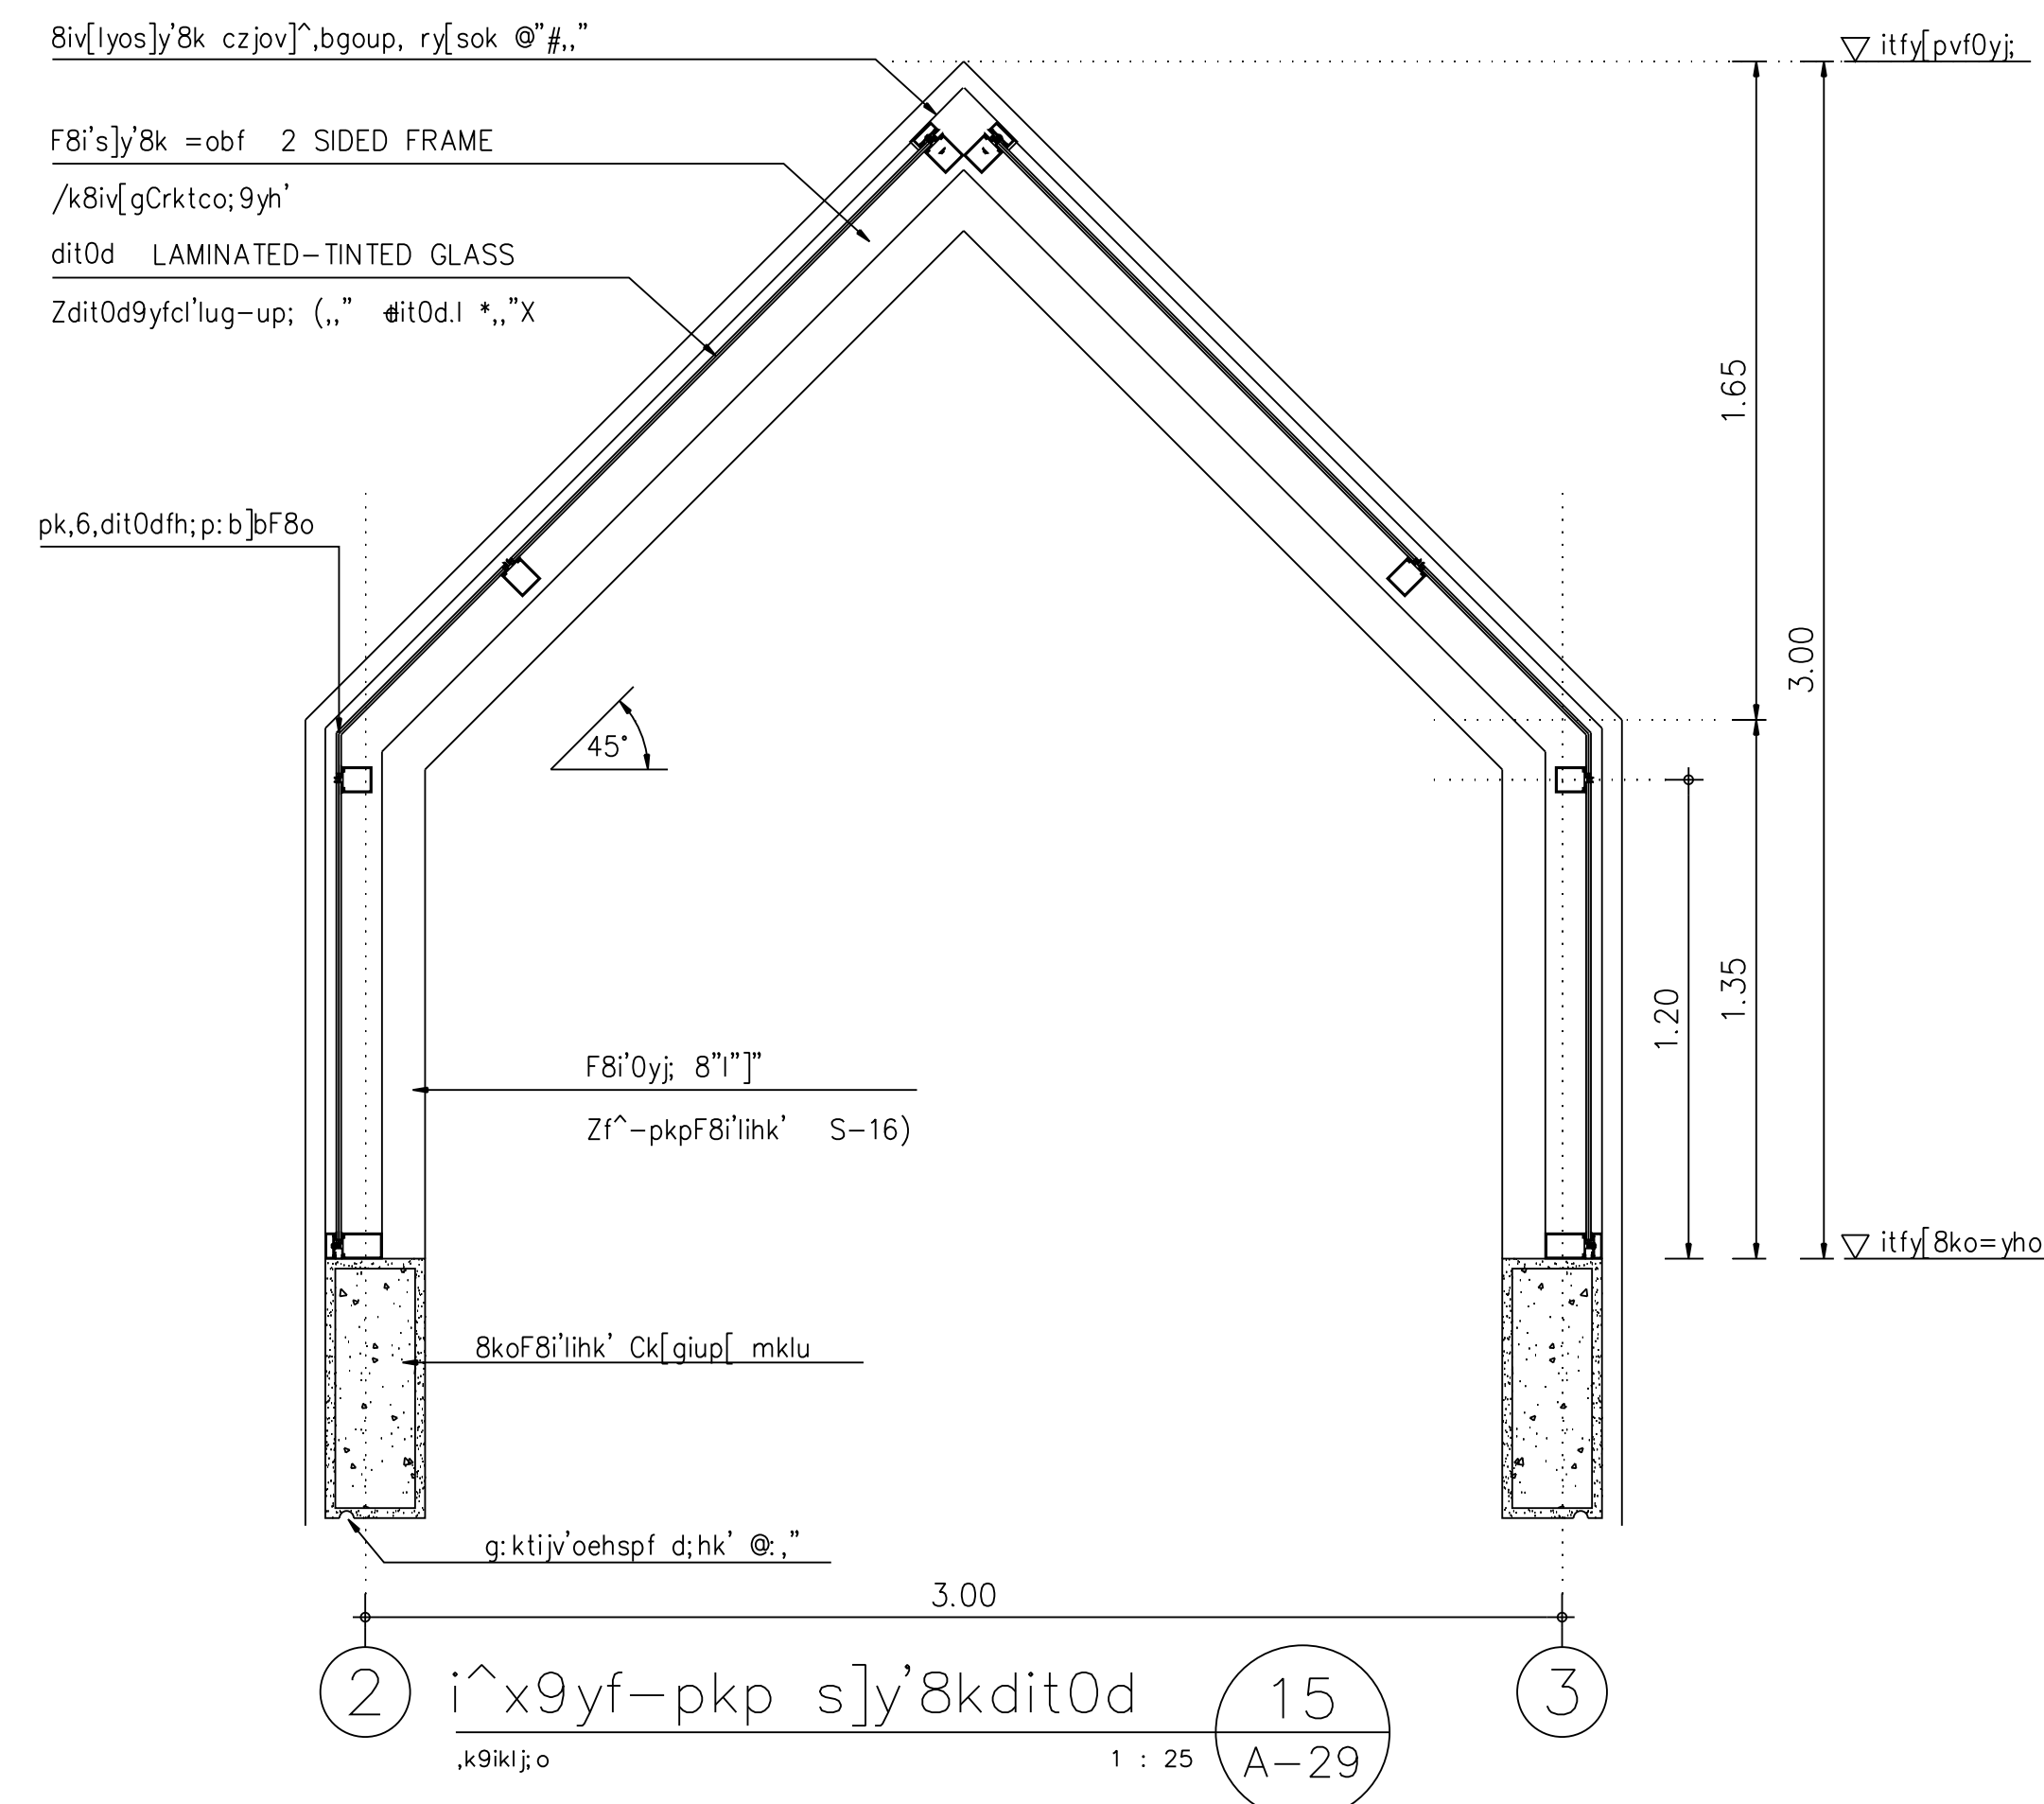 8iv[lyos]y'8k czjov]^,bgoup, ry[sok @"#,,"
itfy[pvf0yj;
F8i's]y'8k =obf 2 SIDED FRAME
/k8iv[gCrktco;9yh'
dit0d LAMINATED-TINTED GLASS
Zdit0d9yfcl'lug-up; (,," dit0d.l *,,"X
1.65
3.00
pk,6,dit0dfh;p:b]bF8o
45°
1.20
1.35
F8i'0yj; 8"l"]"
Zf^-pkpF8i'lihk' S-16)
itfy[8ko=yho
8koF8i'lihk' Ck[giup[ mklu
g:ktijv'oehspf d;hk' @:,"
3.00
2
i^x9yf-pkp s]y'8kdit0d
15
3
,k9iklj;o
1 : 25
A-29